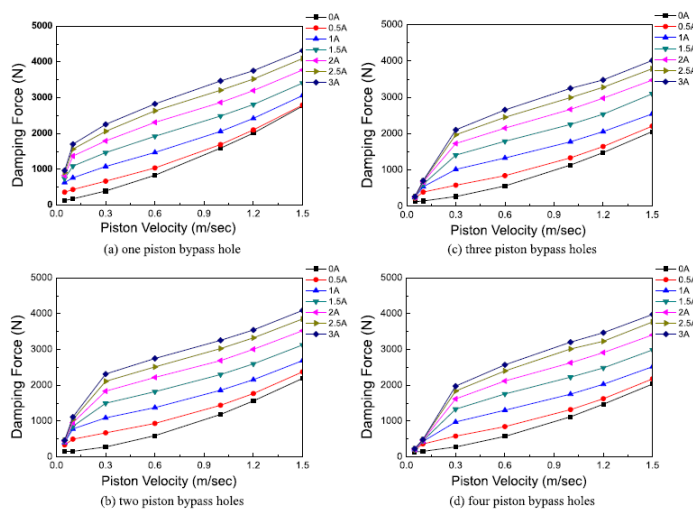 5000
4000
3000
2000
1000
0
Damping Force (N)
0.0 0.3 0.6 0.9 1.2 1.5
Piston Velocity (m/sec)
0A
0.5A
1A
1.5A
2A
2.5A
3A
(a) one piston bypass hole
5000
4000
3000
2000
1000
0
Damping Force (N)
0.0 0.3 0.6 0.9 1.2 1.5
Piston Velocity (m/sec)
0A
0.5A
1A
1.5A
2A
2.5A
3A
(c) three piston bypass holes
5000
4000
3000
2000
1000
0
Damping Force (N)
0.0 0.3 0.6 0.9 1.2 1.5
Piston Velocity (m/sec)
0A
0.5A
1A
1.5A
2A
2.5A
3A
(b) two piston bypass holes
5000
4000
3000
2000
1000
0
Damping Force (N)
0.0 0.3 0.6 0.9 1.2 1.5
Piston Velocity (m/sec)
0A
0.5A
1A
1.5A
2A
2.5A
3A
(d) four piston bypass holes